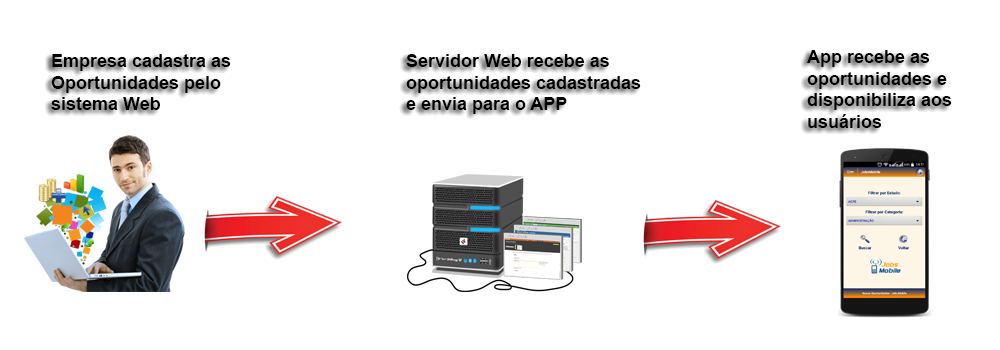 Empresa cadastra as
Oportunidades pelo
sistema Web
Servidor Web recebe as
oportunidades cadastradas
e envia para o APP
App recebe as
oportunidades e
disponibiliza aos
usuários
Filtrar por Estado:
ACRE
Filtrar por Categoria:
ADMINISTRAÇÃO
Buscar
Voltar
Jobs
Mobile